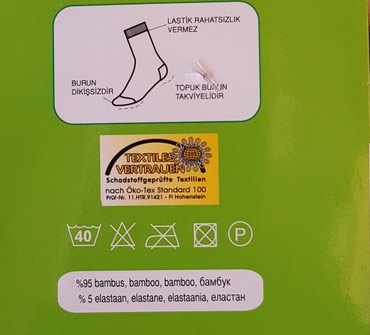 LASTİK RAHATSIZLIK
VERMEZ
BURUN
DİKİŞSİZDİR
TOPUK BURUN
TAKVİYELİDİR
TEXTILES
VERTRAUEN
Schadstoffgeprüfte Textilien
nach Öko-Tex Standard 100
Prüf-Nr. 11.HTR.91421 - FI Hohenstein
40
P
%95 bambus, bamboo, bamboo, бамбук
% 5 elastaan, elastane, elastaania, еластан